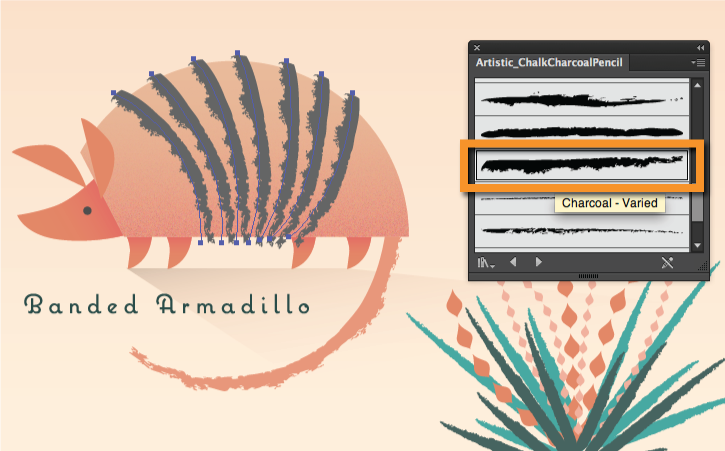 Artistic_ChalkCharcoalPencil
Charcoal - Varied
Banded Armadillo